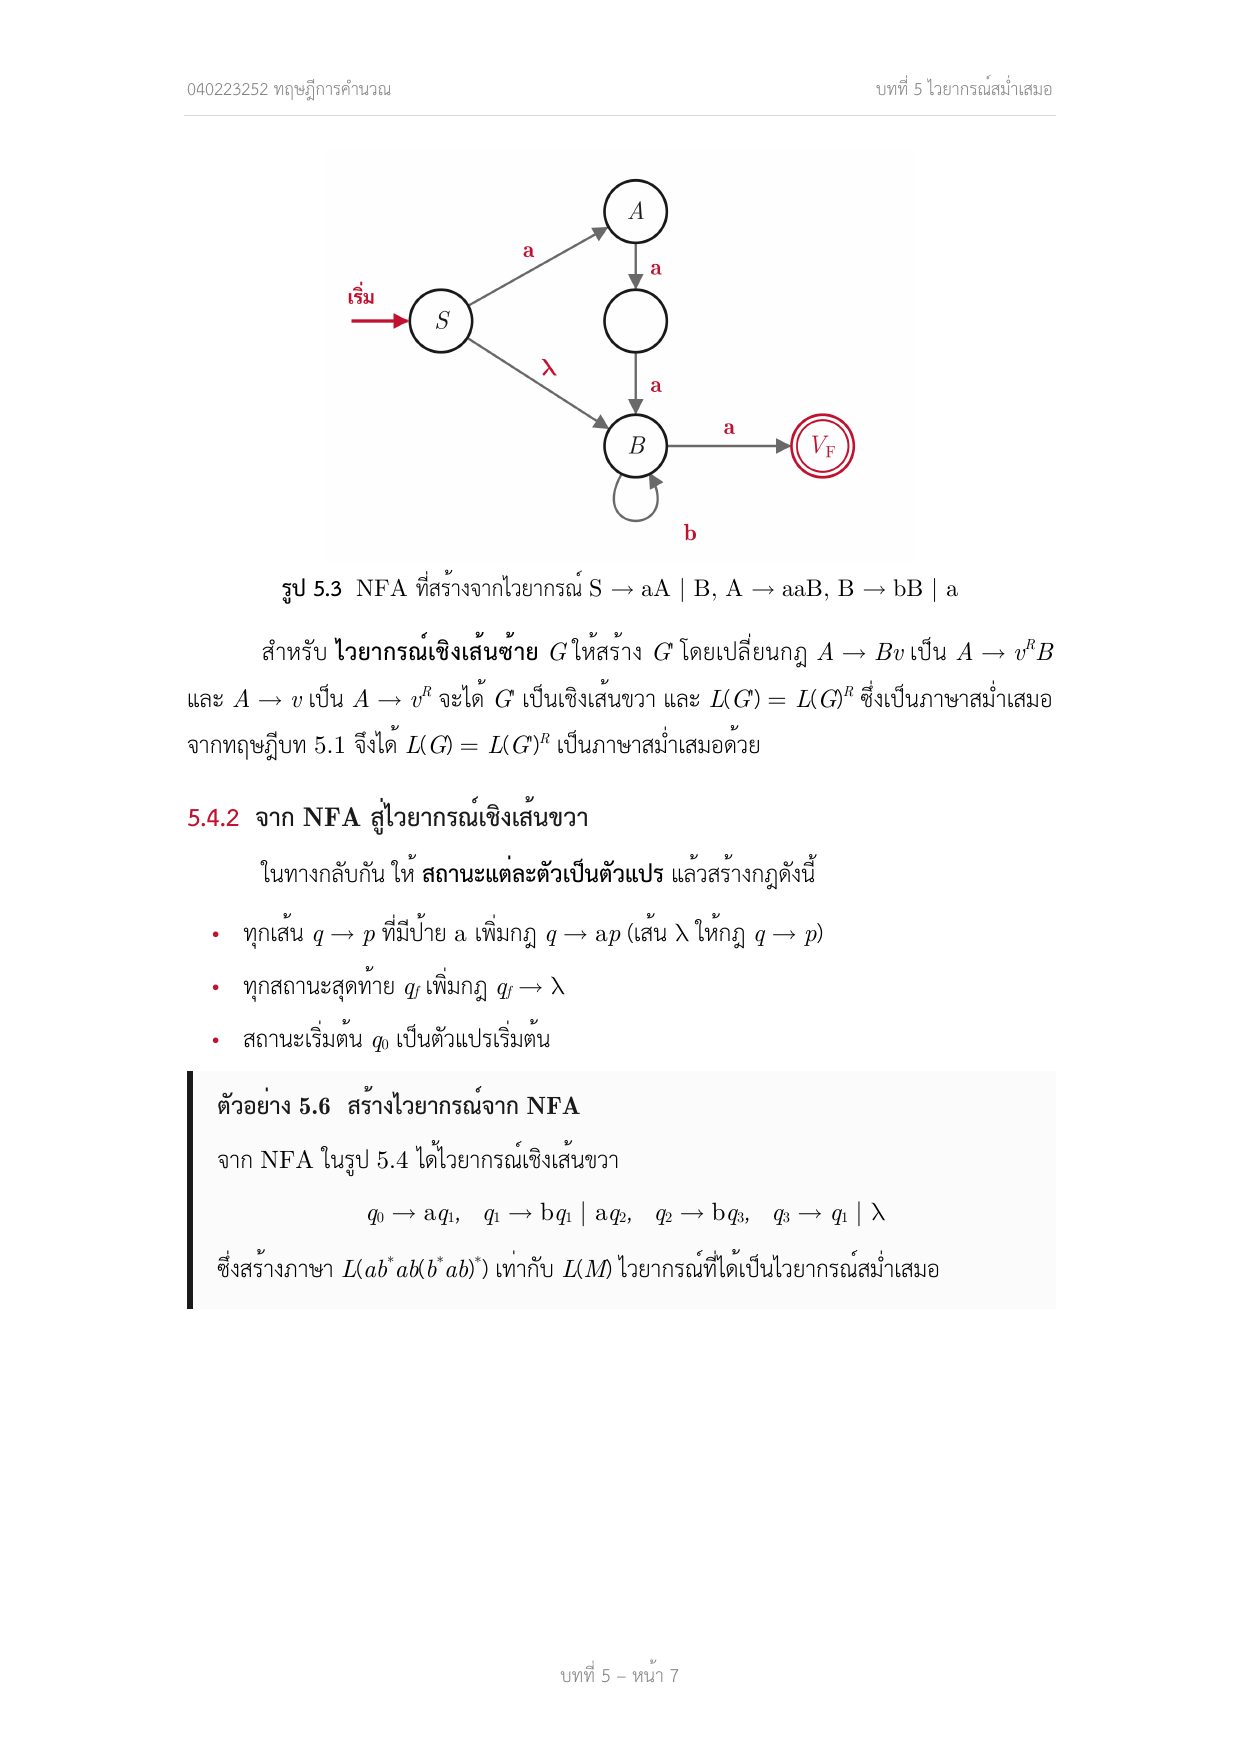 040223252 ทฤษฎีการคำนวณ
บทที่ 5 ไวยากรณ์สม่ำเสมอ
A
a
a
เริ่ม
S
λ
a
a
B
V_F
b
รูป 5.3 NFA ที่สร้างจากไวยากรณ์ S → aA | B, A → aaB, B → bB | a
สำหรับ ไวยากรณ์เชิงเส้นซ้าย G ให้สร้าง G' โดยเปลี่ยนกฎ A → Bv เป็น A → v^R B
และ A → v เป็น A → v^R จะได้ G' เป็นเชิงเส้นขวา และ L(G') = L(G)^R ซึ่งเป็นภาษาสม่ำเสมอ
จากทฤษฎีบท 5.1 จึงได้ L(G) = L(G')^R เป็นภาษาสม่ำเสมอด้วย
5.4.2 จาก NFA สู่ไวยากรณ์เชิงเส้นขวา
ในทางกลับกัน ให้ สถานะแต่ละตัวเป็นตัวแปร แล้วสร้างกฎดังนี้
• ทุกเส้น q → p ที่มีป้าย a เพิ่มกฎ q → ap (เส้น λ ให้กฎ q → p)
• ทุกสถานะสุดท้าย q_f เพิ่มกฎ q_f → λ
• สถานะเริ่มต้น q₀ เป็นตัวแปรเริ่มต้น
ตัวอย่าง 5.6 สร้างไวยากรณ์จาก NFA
จาก NFA ในรูป 5.4 ได้ไวยากรณ์เชิงเส้นขวา
q₀ → aq₁, q₁ → bq₁ | aq₂, q₂ → bq₃, q₃ → q₁ | λ
ซึ่งสร้างภาษา L(ab*ab(b*ab)*) เท่ากับ L(M) ไวยากรณ์ที่ได้เป็นไวยากรณ์สม่ำเสมอ
บทที่ 5 – หน้า 7